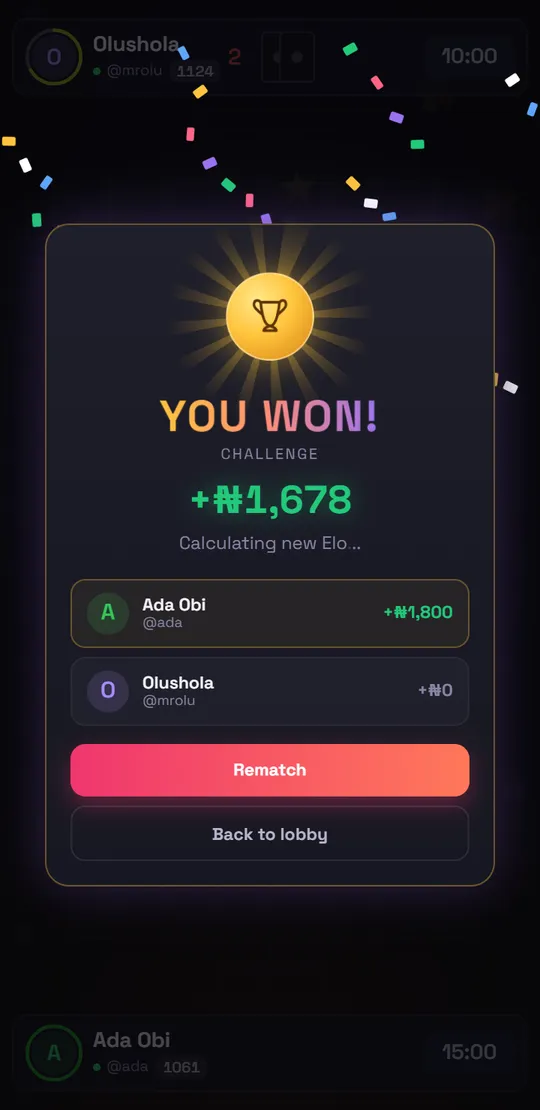 O
Olushola
@mrolu 1124
2
10:00
YOU WON!
CHALLENGE
+₦1,678
Calculating new Elo...
A
Ada Obi
@ada
+₦1,800
O
Olushola
@mrolu
+₦0
Rematch
Back to lobby
A
Ada Obi
@ada 1061
15:00